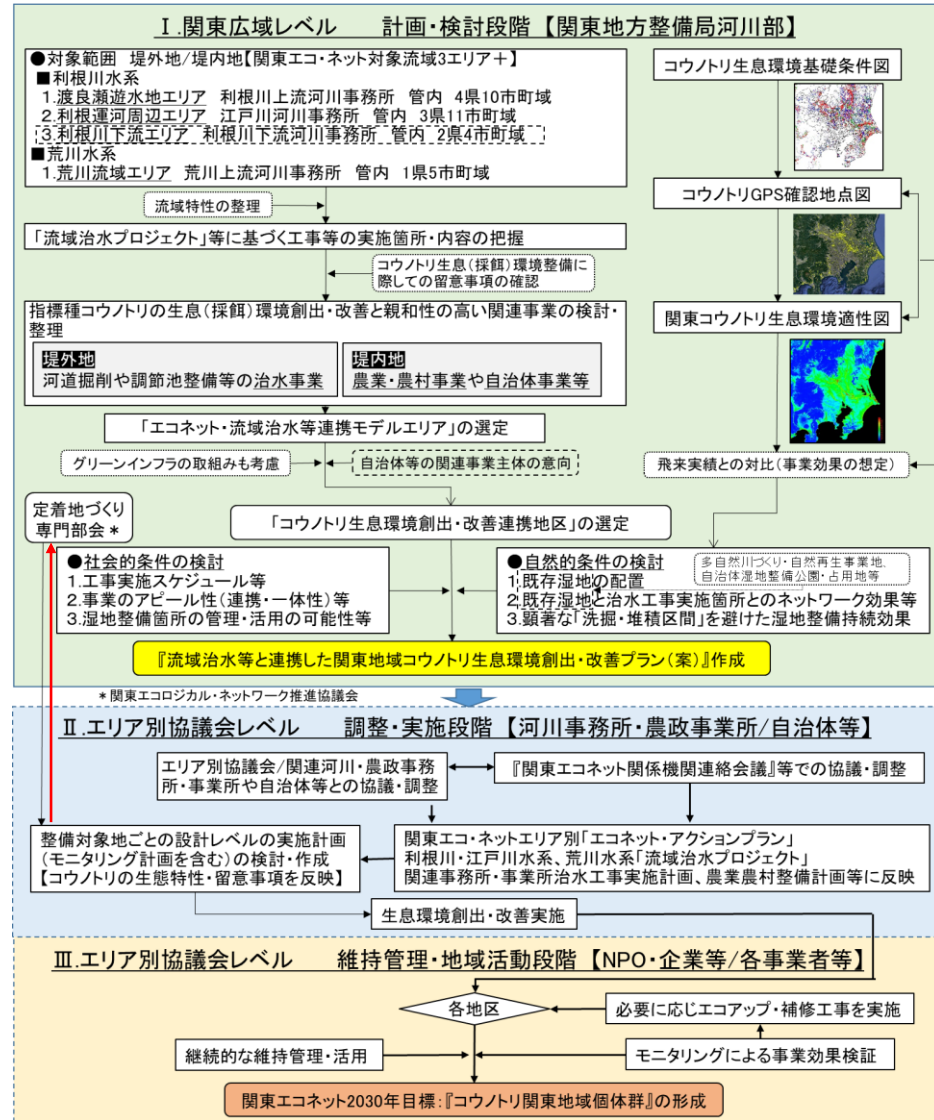 Ⅰ.関東広域レベル　計画・検討段階【関東地方整備局河川部】
●対象範囲　堤外地/堤内地【関東エコ・ネット対象流域3エリア＋】
■利根川水系
1.渡良瀬遊水地エリア　利根川上流河川事務所　管内　4県10市町域
2.利根運河周辺エリア　江戸川河川事務所　管内　3県11市町域
3.利根川下流エリア　利根川下流河川事務所　管内　2県4市町域
■荒川水系
1.荒川流域エリア　荒川上流河川事務所　管内　1県5市町域
コウノトリ生息環境基礎条件図
流域特性の整理
コウノトリGPS確認地点図
「流域治水プロジェクト」等に基づく工事等の実施箇所・内容の把握
コウノトリ生息(採餌)環境整備に
際しての留意事項の確認
指標種コウノトリの生息(採餌)環境創出・改善と親和性の高い関連事業の検討・
整理
関東コウノトリ生息環境適性図
堤外地
河道掘削や調節池整備等の治水事業
堤内地
農業・農村事業や自治体事業等
「エコネット・流域治水等連携モデルエリア」の選定
グリーンインフラの取組みも考慮
自治体等の関連事業主体の意向
飛来実績との対比(事業効果の想定)
定着地づくり
専門部会＊
「コウノトリ生息環境創出・改善連携地区」の選定
●社会的条件の検討
1.工事実施スケジュール等
2.事業のアピール性(連携・一体性)等
3.湿地整備箇所の管理・活用の可能性等
●自然的条件の検討
1.既存湿地の配置
2.既存湿地と治水工事実施箇所とのネットワーク効果等
3.顕著な「洗掘・堆積区間」を避けた湿地整備持続効果
多自然川づくり・自然再生事業地、
自治体湿地整備公園・占用地等
『流域治水等と連携した関東地域コウノトリ生息環境創出・改善プラン(案)』作成
＊関東エコロジカル・ネットワーク推進協議会
Ⅱ.エリア別協議会レベル　調整・実施段階【河川事務所・農政事業所/自治体等】
エリア別協議会/関連河川・農政事務
所・事業所や自治体等との協議・調整
『関東エコネット関係機関連絡会議』等での協議・調整
整備対象地ごとの設計レベルの実施計画
(モニタリング計画を含む)の検討・作成
【コウノトリの生態特性・留意事項を反映】
関東エコ・ネットエリア別「エコネット・アクションプラン」
利根川・江戸川水系、荒川水系「流域治水プロジェクト」
関連事務所・事業所治水工事実施計画、農業農村整備計画等に反映
生息環境創出・改善実施
Ⅲ.エリア別協議会レベル　維持管理・地域活動段階【NPO・企業等/各事業者等】
各地区
必要に応じエコアップ・補修工事を実施
継続的な維持管理・活用
モニタリングによる事業効果検証
関東エコネット2030年目標:『コウノトリ関東地域個体群』の形成